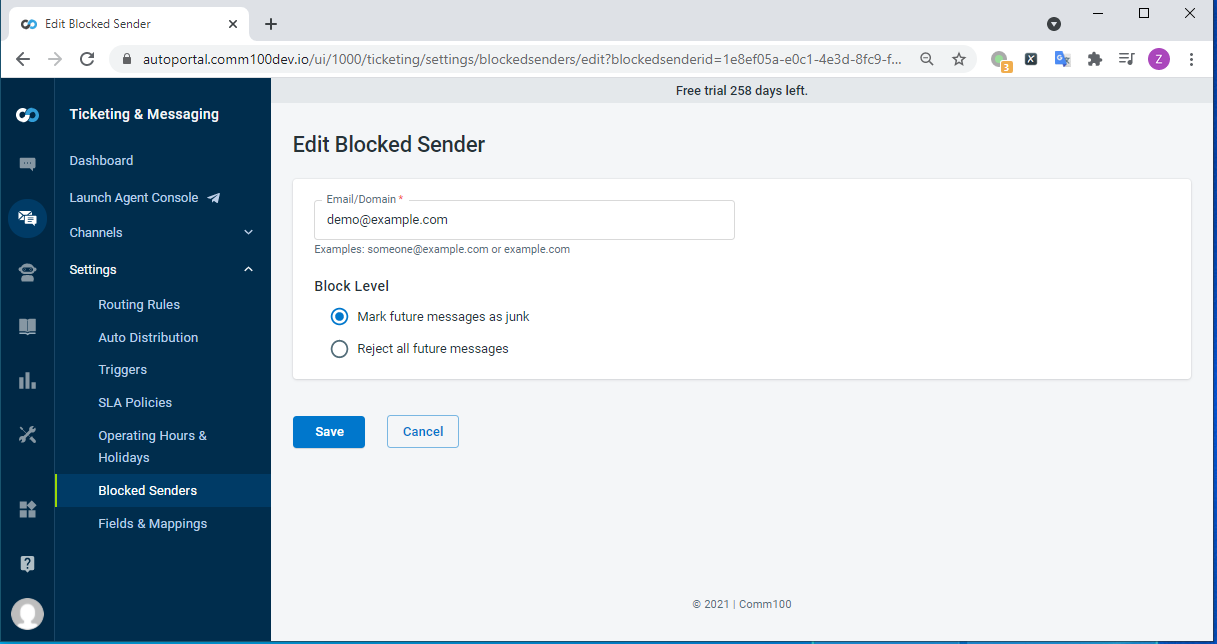 Edit Blocked Sender
autoportal.comm100dev.io/ui/1000/ticketing/settings/blockedsenders/edit?blockedsenderid=1e8ef05a-e0c1-4e3d-8fc9-f...
3
X
G
Z
Free trial 258 days left.
Ticketing & Messaging
Dashboard
Launch Agent Console
Channels
Settings
Routing Rules
Auto Distribution
Triggers
SLA Policies
Operating Hours &
Holidays
Blocked Senders
Fields & Mappings
?
Edit Blocked Sender
Email/Domain *
demo@example.com
Examples: someone@example.com or example.com
Block Level
Mark future messages as junk
Reject all future messages
Save
Cancel
© 2021 | Comm100